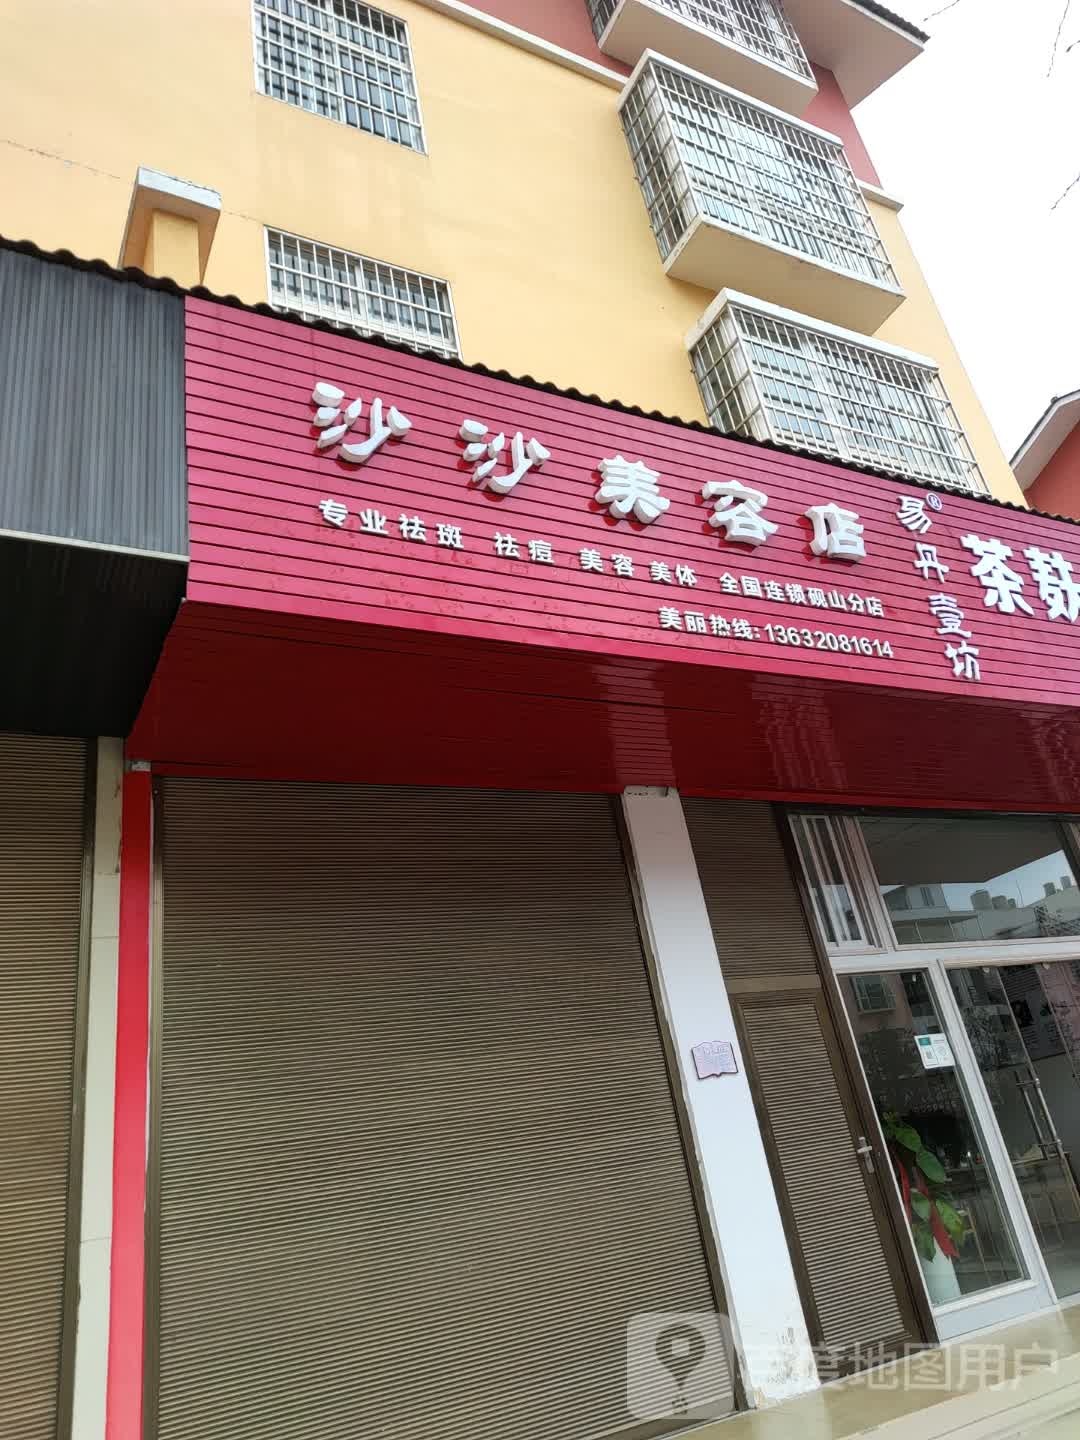 沙沙美容店
专业祛斑 祛痘 美容 美体 全国连锁砚山分店
美丽热线:13632081614
易丹壹坊®
茶麸
百度地图用户